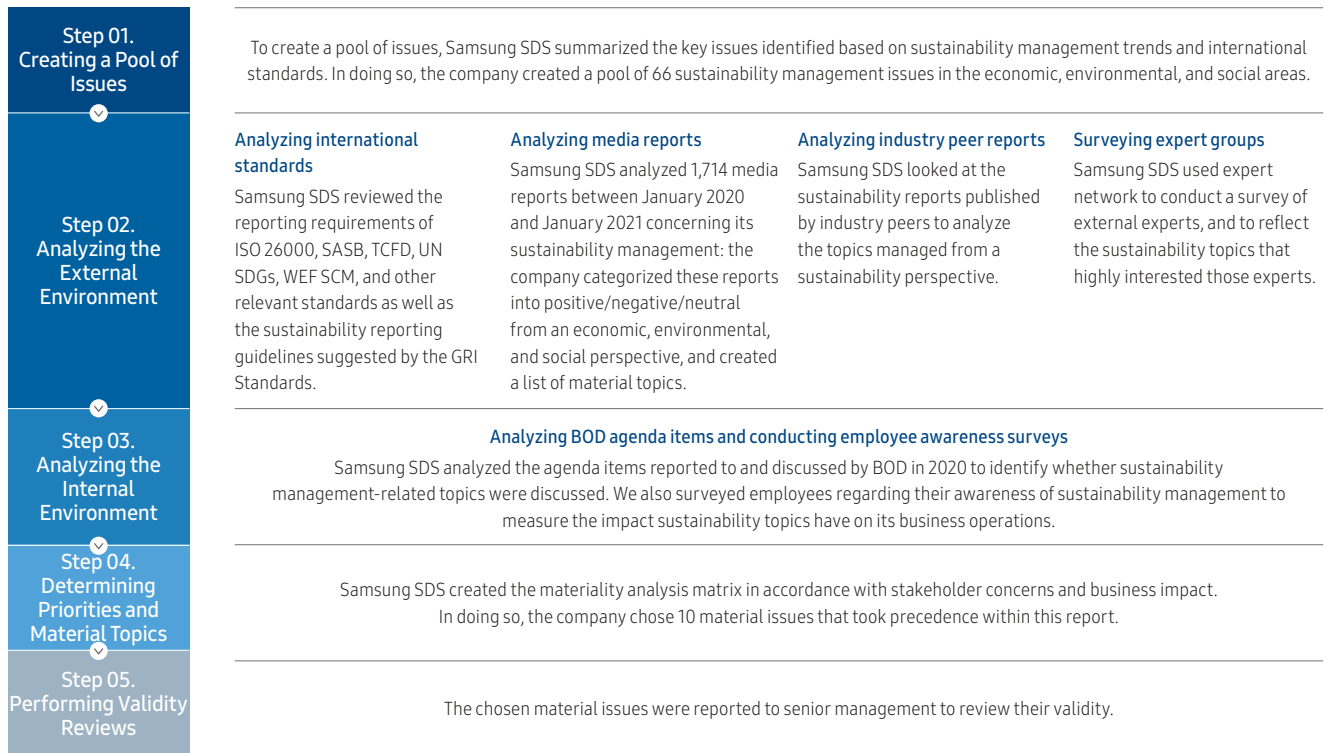 Step 01.
Creating a Pool of
Issues
To create a pool of issues, Samsung SDS summarized the key issues identified based on sustainability management trends and international
standards. In doing so, the company created a pool of 66 sustainability management issues in the economic, environmental, and social areas.
Step 02.
Analyzing the
External
Environment
Analyzing international
standards
Samsung SDS reviewed the
reporting requirements of
ISO 26000, SASB, TCFD, UN
SDGs, WEF SCM, and other
relevant standards as well as
the sustainability reporting
guidelines suggested by the GRI
Standards.
Analyzing media reports
Samsung SDS analyzed 1,714 media
reports between January 2020
and January 2021 concerning its
sustainability management: the
company categorized these reports
into positive/negative/neutral
from an economic, environmental,
and social perspective, and created
a list of material topics.
Analyzing industry peer reports
Samsung SDS looked at the
sustainability reports published
by industry peers to analyze
the topics managed from a
sustainability perspective.
Surveying expert groups
Samsung SDS used expert
network to conduct a survey of
external experts, and to reflect
the sustainability topics that
highly interested those experts.
Step 03.
Analyzing the
Internal
Environment
Analyzing BOD agenda items and conducting employee awareness surveys
Samsung SDS analyzed the agenda items reported to and discussed by BOD in 2020 to identify whether sustainability
management-related topics were discussed. We also surveyed employees regarding their awareness of sustainability management to
measure the impact sustainability topics have on its business operations.
Step 04.
Determining
Priorities and
Material Topics
Samsung SDS created the materiality analysis matrix in accordance with stakeholder concerns and business impact.
In doing so, the company chose 10 material issues that took precedence within this report.
Step 05.
Performing Validity
Reviews
The chosen material issues were reported to senior management to review their validity.